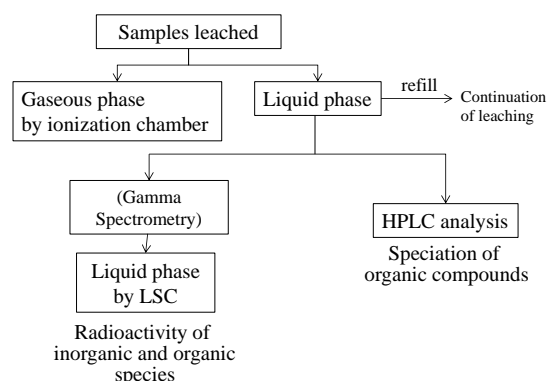 Samples leached
Gaseous phase
by ionization chamber
Liquid phase
refill
Continuation
of leaching
(Gamma
Spectrometry)
HPLC analysis
Speciation of
organic compounds
Liquid phase
by LSC
Radioactivity of
inorganic and organic
species